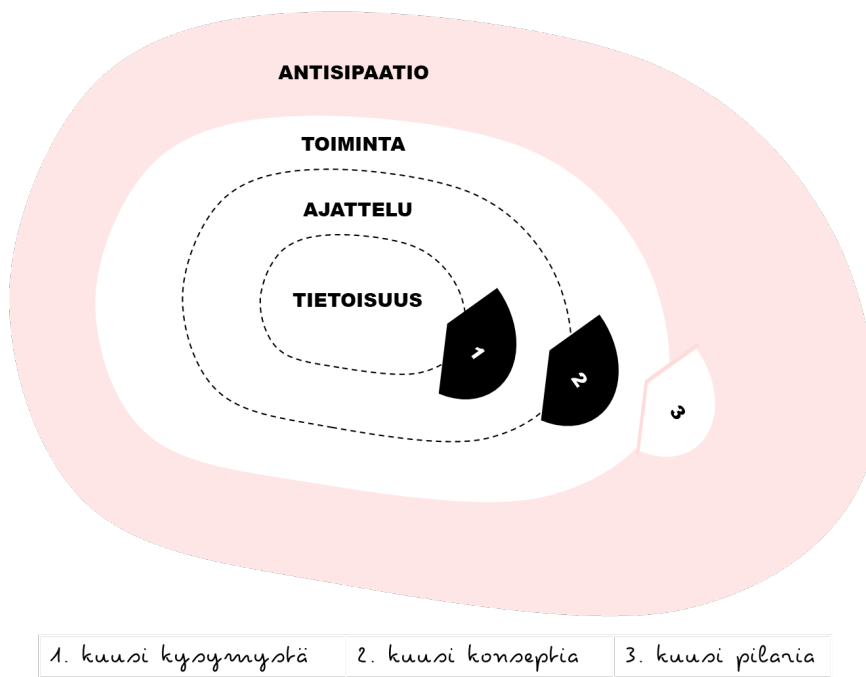 ANTISIPAATIO
TOIMINTA
AJATTELU
TIETOISUUS
1
2
3
1. kuusi kysymystä
2. kuusi konseptia
3. kuusi pilaria